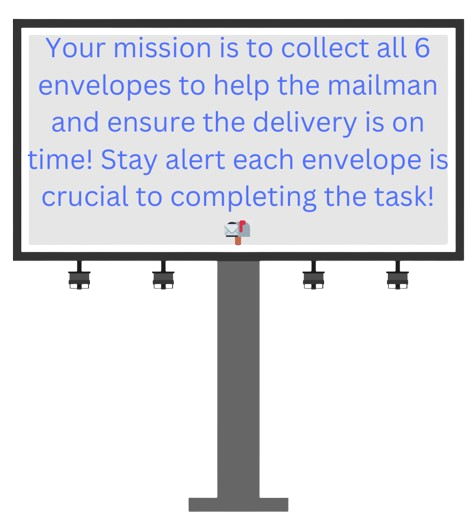 Your mission is to collect all 6
envelopes to help the mailman
and ensure the delivery is on
time! Stay alert each envelope is
crucial to completing the task!